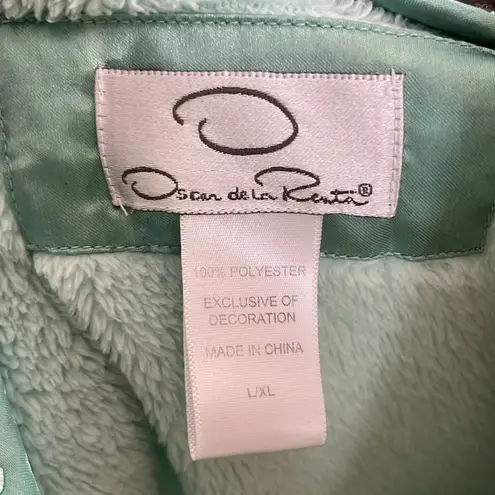 O
Oscar de La Renta®
100% POLYESTER
EXCLUSIVE OF
DECORATION
MADE IN CHINA
L/XL